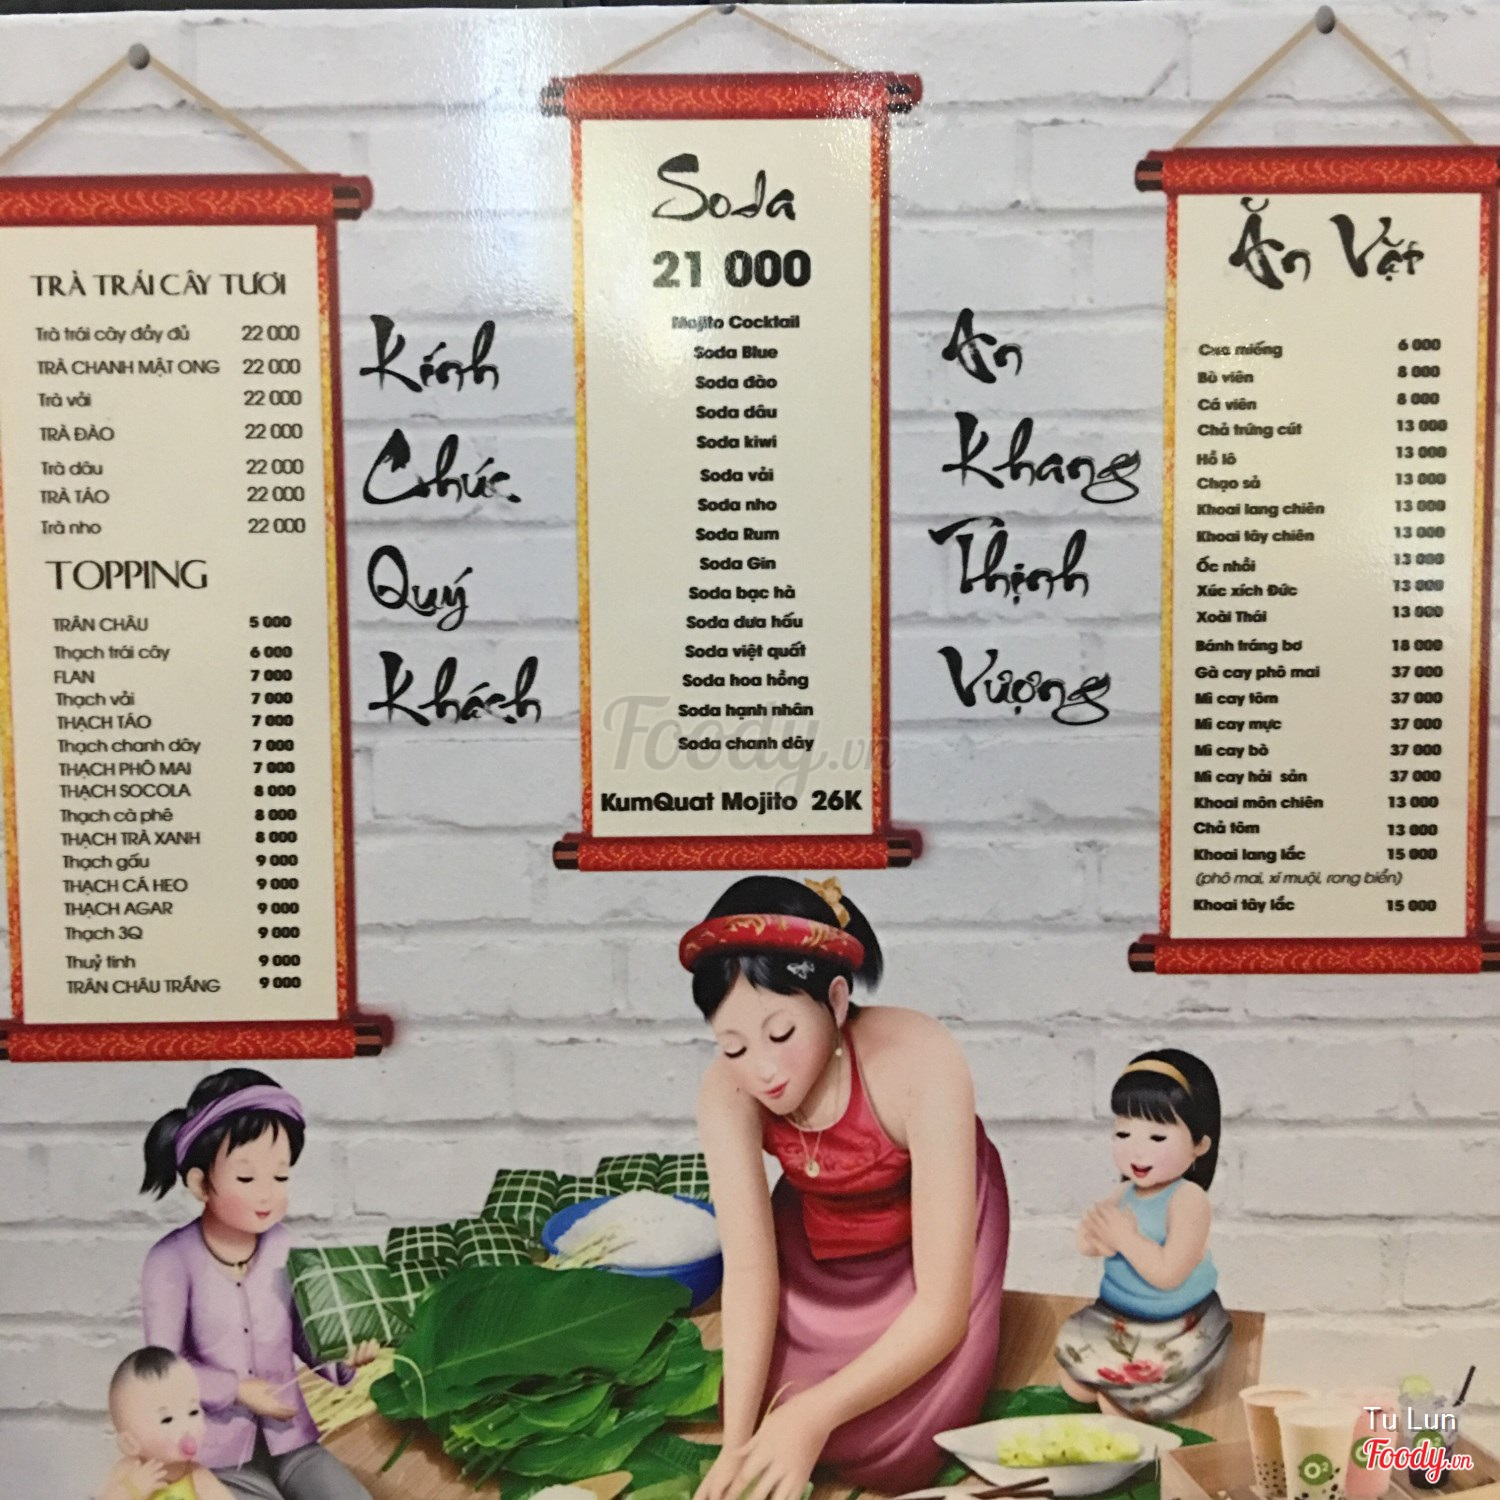 TRÀ TRÁI CÂY TƯƠI
Trà trái cây đầy đủ 22 000
TRÀ CHANH MẬT ONG 22 000
Trà vải 22 000
TRÀ ĐÀO 22 000
Trà dâu 22 000
TRÀ TÁO 22 000
Trà nho 22 000
TOPPING
TRÂN CHÂU 5 000
Thạch trái cây 6 000
FLAN 7 000
Thạch vải 7 000
THẠCH TÁO 7 000
Thạch chanh dây 7 000
THẠCH PHÔ MAI 7 000
THẠCH SOCOLA 8 000
Thạch cà phê 8 000
THẠCH TRÀ XANH 8 000
Thạch gấu 9 000
THẠCH CÁ HEO 9 000
THẠCH AGAR 9 000
Thạch 3Q 9 000
Thuỷ tinh 9 000
TRÂN CHÂU TRẮNG 9 000
Kính
Chúc
Quý
Khách
Soda
21 000
Mojito Cocktail
Soda Blue
Soda đào
Soda dâu
Soda kiwi
Soda vải
Soda nho
Soda Rum
Soda Gin
Soda bạc hà
Soda dưa hấu
Soda việt quất
Soda hoa hồng
Soda hạnh nhân
Soda chanh dây
KumQuat Mojito 26K
An
Khang
Thịnh
Vượng
Ăn Vặt
Cua miếng 6 000
Bò viên 8 000
Cá viên 8 000
Chả trứng cút 13 000
Hồ lô 13 000
Chạo sả 13 000
Khoai lang chiên 13 000
Khoai tây chiên 13 000
Ốc nhồi 13 000
Xúc xích Đức 13 000
Xoài Thái 13 000
Bánh tráng bơ 18 000
Gà cay phô mai 37 000
Mì cay tôm 37 000
Mì cay mực 37 000
Mì cay bò 37 000
Mì cay hải sản 37 000
Khoai môn chiên 13 000
Chả tôm 13 000
Khoai lang lắc 15 000
(phô mai, xí muội, rong biển)
Khoai tây lắc 15 000
Foody.vn
O2
Tu Lun
Foody.vn